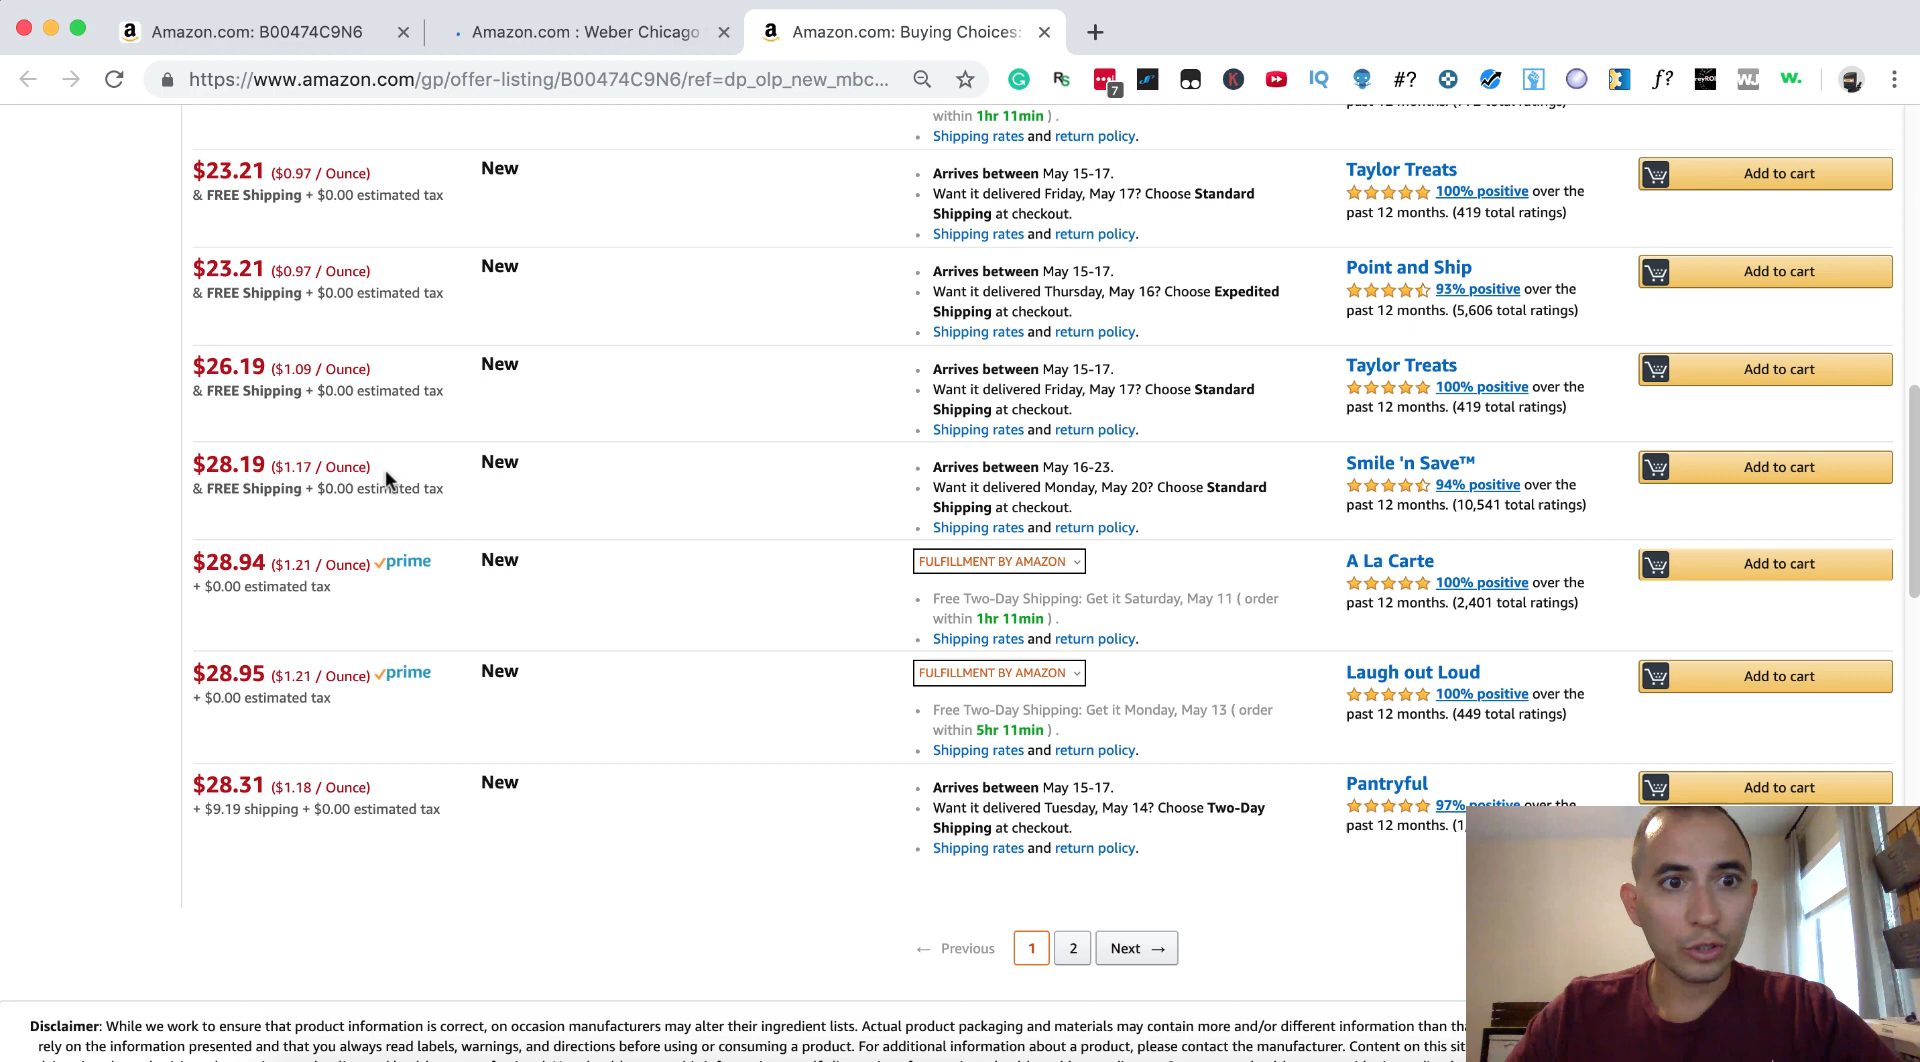 Amazon.com: B00474C9N6
Amazon.com : Weber Chicago
Amazon.com: Buying Choices:
https://www.amazon.com/gp/offer-listing/B00474C9N6/ref=dp_olp_new_mbc...
7
IQ
#?
f?
WJ
w.
within 1hr 11min ) .
Shipping rates and return policy.
$23.21 ($0.97 / Ounce)
& FREE Shipping + $0.00 estimated tax
New
Arrives between May 15-17.
Want it delivered Friday, May 17? Choose Standard
Shipping at checkout.
Shipping rates and return policy.
Taylor Treats
100% positive over the
past 12 months. (419 total ratings)
Add to cart
$23.21 ($0.97 / Ounce)
& FREE Shipping + $0.00 estimated tax
New
Arrives between May 15-17.
Want it delivered Thursday, May 16? Choose Expedited
Shipping at checkout.
Shipping rates and return policy.
Point and Ship
93% positive over the
past 12 months. (5,606 total ratings)
Add to cart
$26.19 ($1.09 / Ounce)
& FREE Shipping + $0.00 estimated tax
New
Arrives between May 15-17.
Want it delivered Friday, May 17? Choose Standard
Shipping at checkout.
Shipping rates and return policy.
Taylor Treats
100% positive over the
past 12 months. (419 total ratings)
Add to cart
$28.19 ($1.17 / Ounce)
& FREE Shipping + $0.00 estimated tax
New
Arrives between May 16-23.
Want it delivered Monday, May 20? Choose Standard
Shipping at checkout.
Shipping rates and return policy.
Smile 'n Save™
94% positive over the
past 12 months. (10,541 total ratings)
Add to cart
$28.94 ($1.21 / Ounce) prime
+ $0.00 estimated tax
New
FULFILLMENT BY AMAZON
Free Two-Day Shipping: Get it Saturday, May 11 ( order
within 1hr 11min ) .
Shipping rates and return policy.
A La Carte
100% positive over the
past 12 months. (2,401 total ratings)
Add to cart
$28.95 ($1.21 / Ounce) prime
+ $0.00 estimated tax
New
FULFILLMENT BY AMAZON
Free Two-Day Shipping: Get it Monday, May 13 ( order
within 5hr 11min ) .
Shipping rates and return policy.
Laugh out Loud
100% positive over the
past 12 months. (449 total ratings)
Add to cart
$28.31 ($1.18 / Ounce)
+ $9.19 shipping + $0.00 estimated tax
New
Arrives between May 15-17.
Want it delivered Tuesday, May 14? Choose Two-Day
Shipping at checkout.
Shipping rates and return policy.
Pantryful
97% positive over the
past 12 months. (1,
Add to cart
← Previous 1 2 Next →
Disclaimer: While we work to ensure that product information is correct, on occasion manufacturers may alter their ingredient lists. Actual product packaging and materials may contain more and/or different information than
rely on the information presented and that you always read labels, warnings, and directions before using or consuming a product. For additional information about a product, please contact the manufacturer. Content on this sit